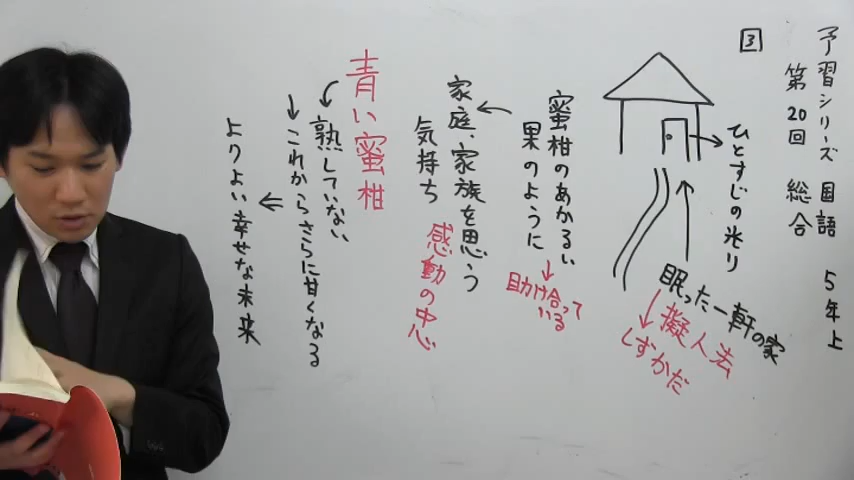 予習シリーズ 国語 5年上
第20回 総合
3
ひとすじの光り
眠った一軒の家
擬人法
しずかだ
蜜柑のあかるい
果のように
助け合って
いる
家庭、家族を思う
気持ち
感動の中心
青い蜜柑
熟していない
これからさらに甘くなる
よりよい幸せな未来